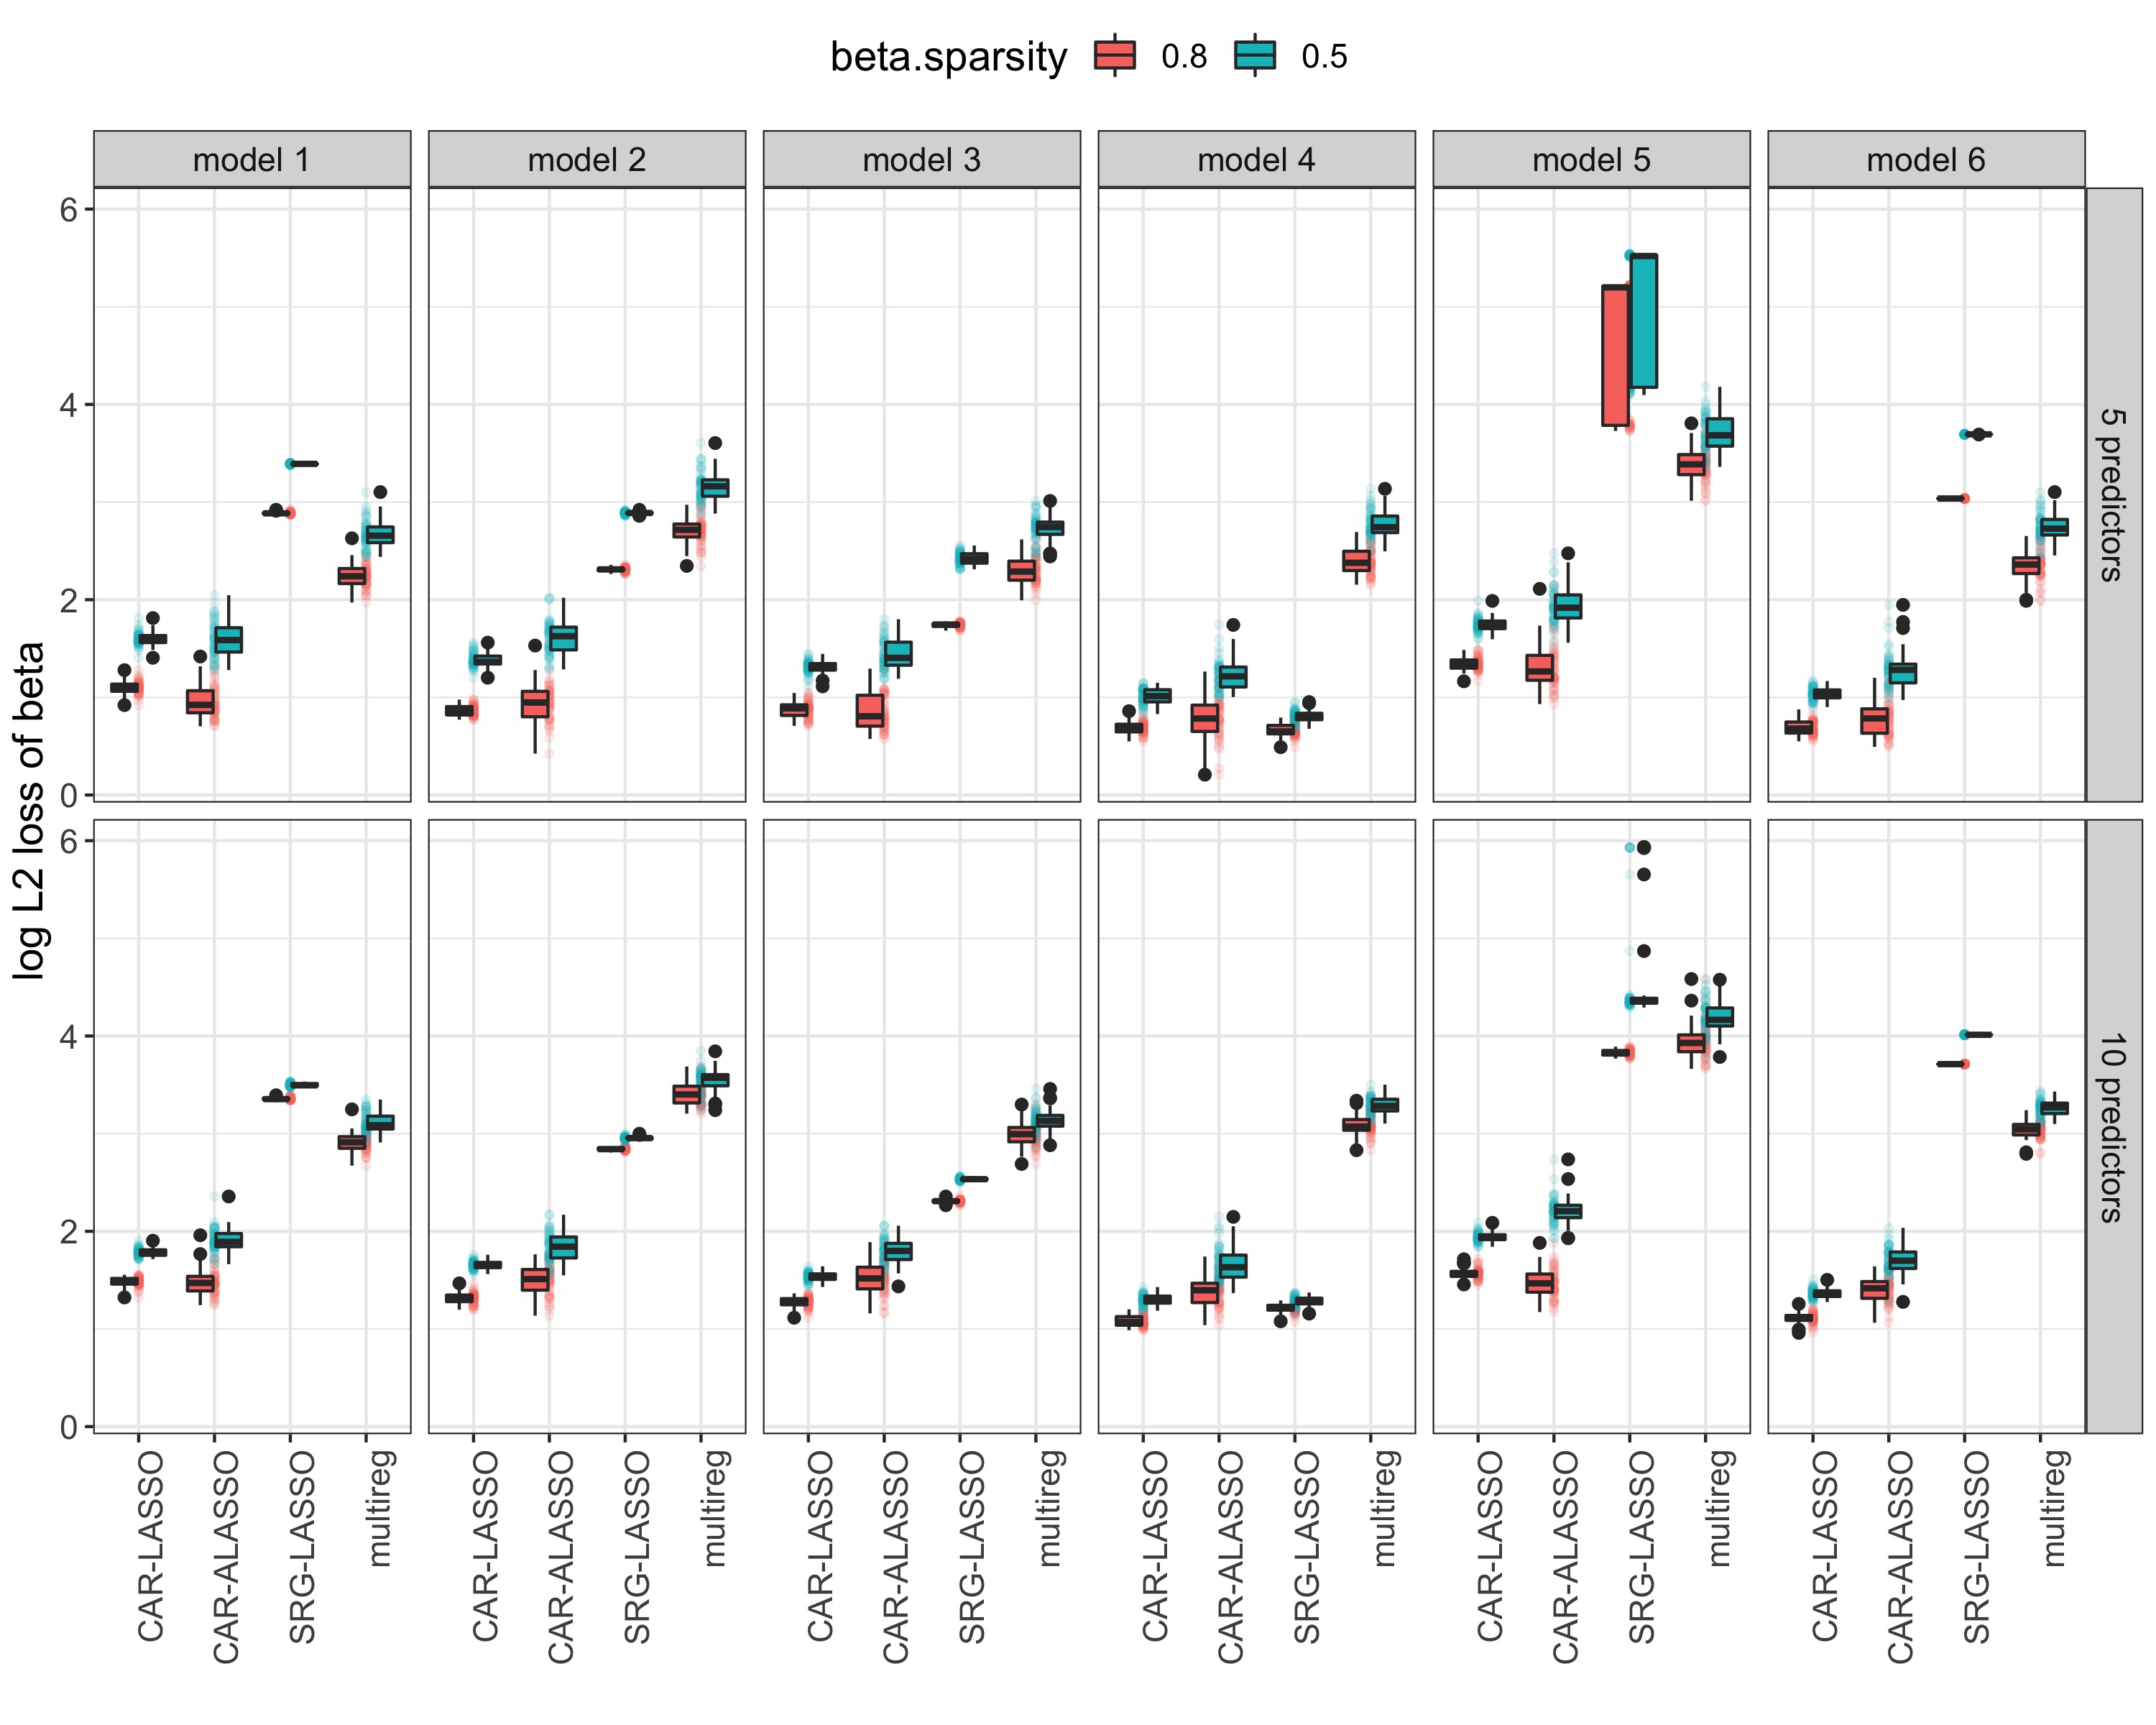 beta.sparsity 0.8 0.5
model 1 model 2 model 3 model 4 model 5 model 6
log L2 loss of beta
6
4
2
0
5 predictors
6
4
2
0
10 predictors
CAR-LASSO CAR-ALASSO SRG-LASSO multireg CAR-LASSO CAR-ALASSO SRG-LASSO multireg CAR-LASSO CAR-ALASSO SRG-LASSO multireg CAR-LASSO CAR-ALASSO SRG-LASSO multireg CAR-LASSO CAR-ALASSO SRG-LASSO multireg CAR-LASSO CAR-ALASSO SRG-LASSO multireg